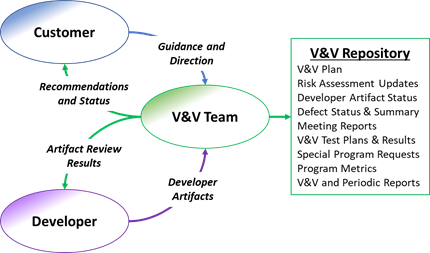 Customer
Guidance and
Direction
Recommendations
and Status
V&V Team
Artifact Review
Results
Developer
Artifacts
Developer
V&V Repository
V&V Plan
Risk Assessment Updates
Developer Artifact Status
Defect Status & Summary
Meeting Reports
V&V Test Plans & Results
Special Program Requests
Program Metrics
V&V and Periodic Reports